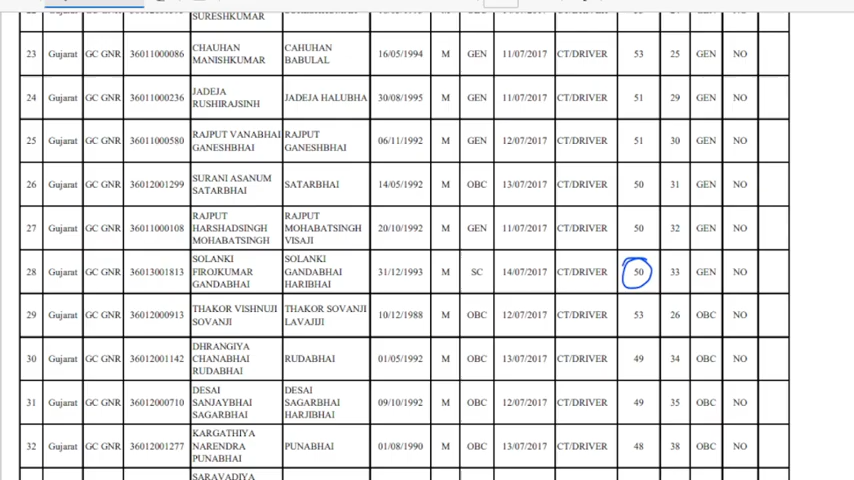 SURESHKUMAR
23 Gujarat GC GNR 36011000086 CHAUHAN MANISHKUMAR CAHUHAN BABULAL 16/05/1994 M GEN 11/07/2017 CT/DRIVER 53 25 GEN NO
24 Gujarat GC GNR 36011000236 JADEJA RUSHIRAJSINH JADEJA HALUBHA 30/08/1995 M GEN 11/07/2017 CT/DRIVER 51 29 GEN NO
25 Gujarat GC GNR 36011000580 RAJPUT VANABHAI GANESHBHAI RAJPUT GANESHBHAI 06/11/1992 M GEN 12/07/2017 CT/DRIVER 51 30 GEN NO
26 Gujarat GC GNR 36012001299 SURANI ASANUM SATARBHAI SATARBHAI 14/05/1992 M OBC 13/07/2017 CT/DRIVER 50 31 GEN NO
27 Gujarat GC GNR 36011000108 RAJPUT HARSHADSINGH MOHABATSINGH RAJPUT MOHABATSINGH VISAJI 20/10/1992 M GEN 11/07/2017 CT/DRIVER 50 32 GEN NO
28 Gujarat GC GNR 36013001813 SOLANKI FIROJKUMAR GANDABHAI SOLANKI GANDABHAI HARIBHAI 31/12/1993 M SC 14/07/2017 CT/DRIVER 50 33 GEN NO
29 Gujarat GC GNR 36012000913 THAKOR VISHNUJI SOVANJI THAKOR SOVANJI LAVAJIJI 10/12/1988 M OBC 12/07/2017 CT/DRIVER 53 26 OBC NO
30 Gujarat GC GNR 36012001142 DHRANGIYA CHANABHAI RUDABHAI RUDABHAI 01/05/1992 M OBC 13/07/2017 CT/DRIVER 49 34 OBC NO
31 Gujarat GC GNR 36012000710 DESAI SANJAYBHAI SAGARBHAI DESAI SAGARBHAI HARJIBHAI 09/10/1992 M OBC 12/07/2017 CT/DRIVER 49 35 OBC NO
32 Gujarat GC GNR 36012001277 KARGATHIYA NARENDRA PUNABHAI PUNABHAI 01/08/1990 M OBC 13/07/2017 CT/DRIVER 48 38 OBC NO
SARAVADIYA